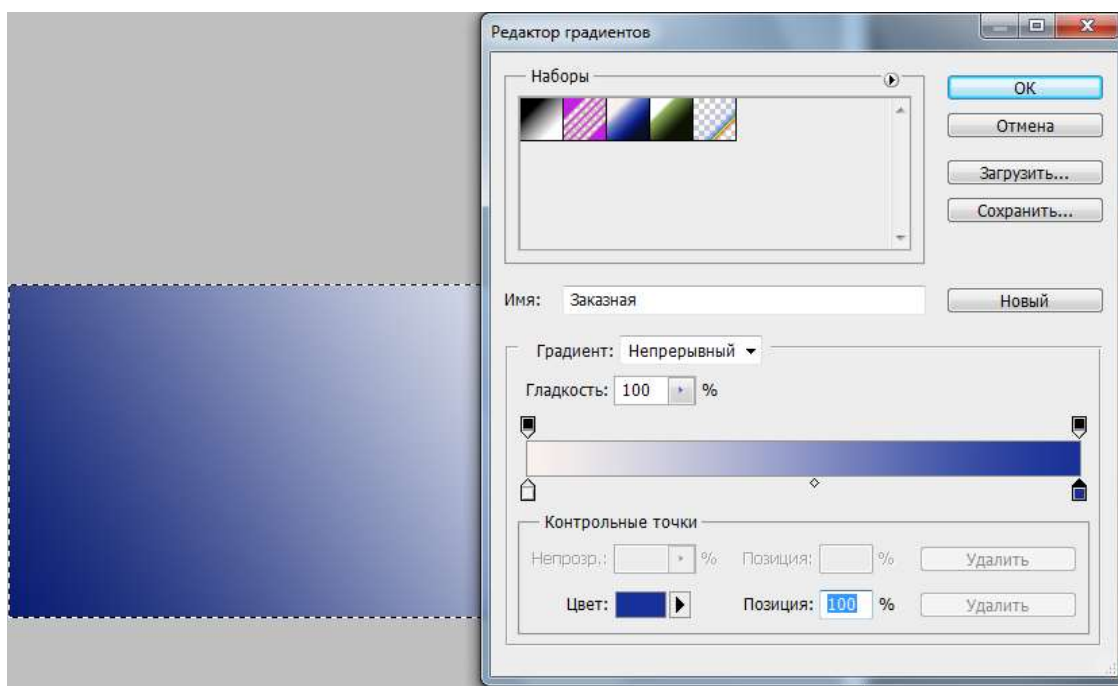 Редактор градиентов
Наборы
OK
Отмена
Загрузить...
Сохранить...
Имя: Заказная
Новый
Градиент: Непрерывный
Гладкость: 100 %
Контрольные точки
Непрозр.: % Позиция: % Удалить
Цвет: Позиция: 100 % Удалить